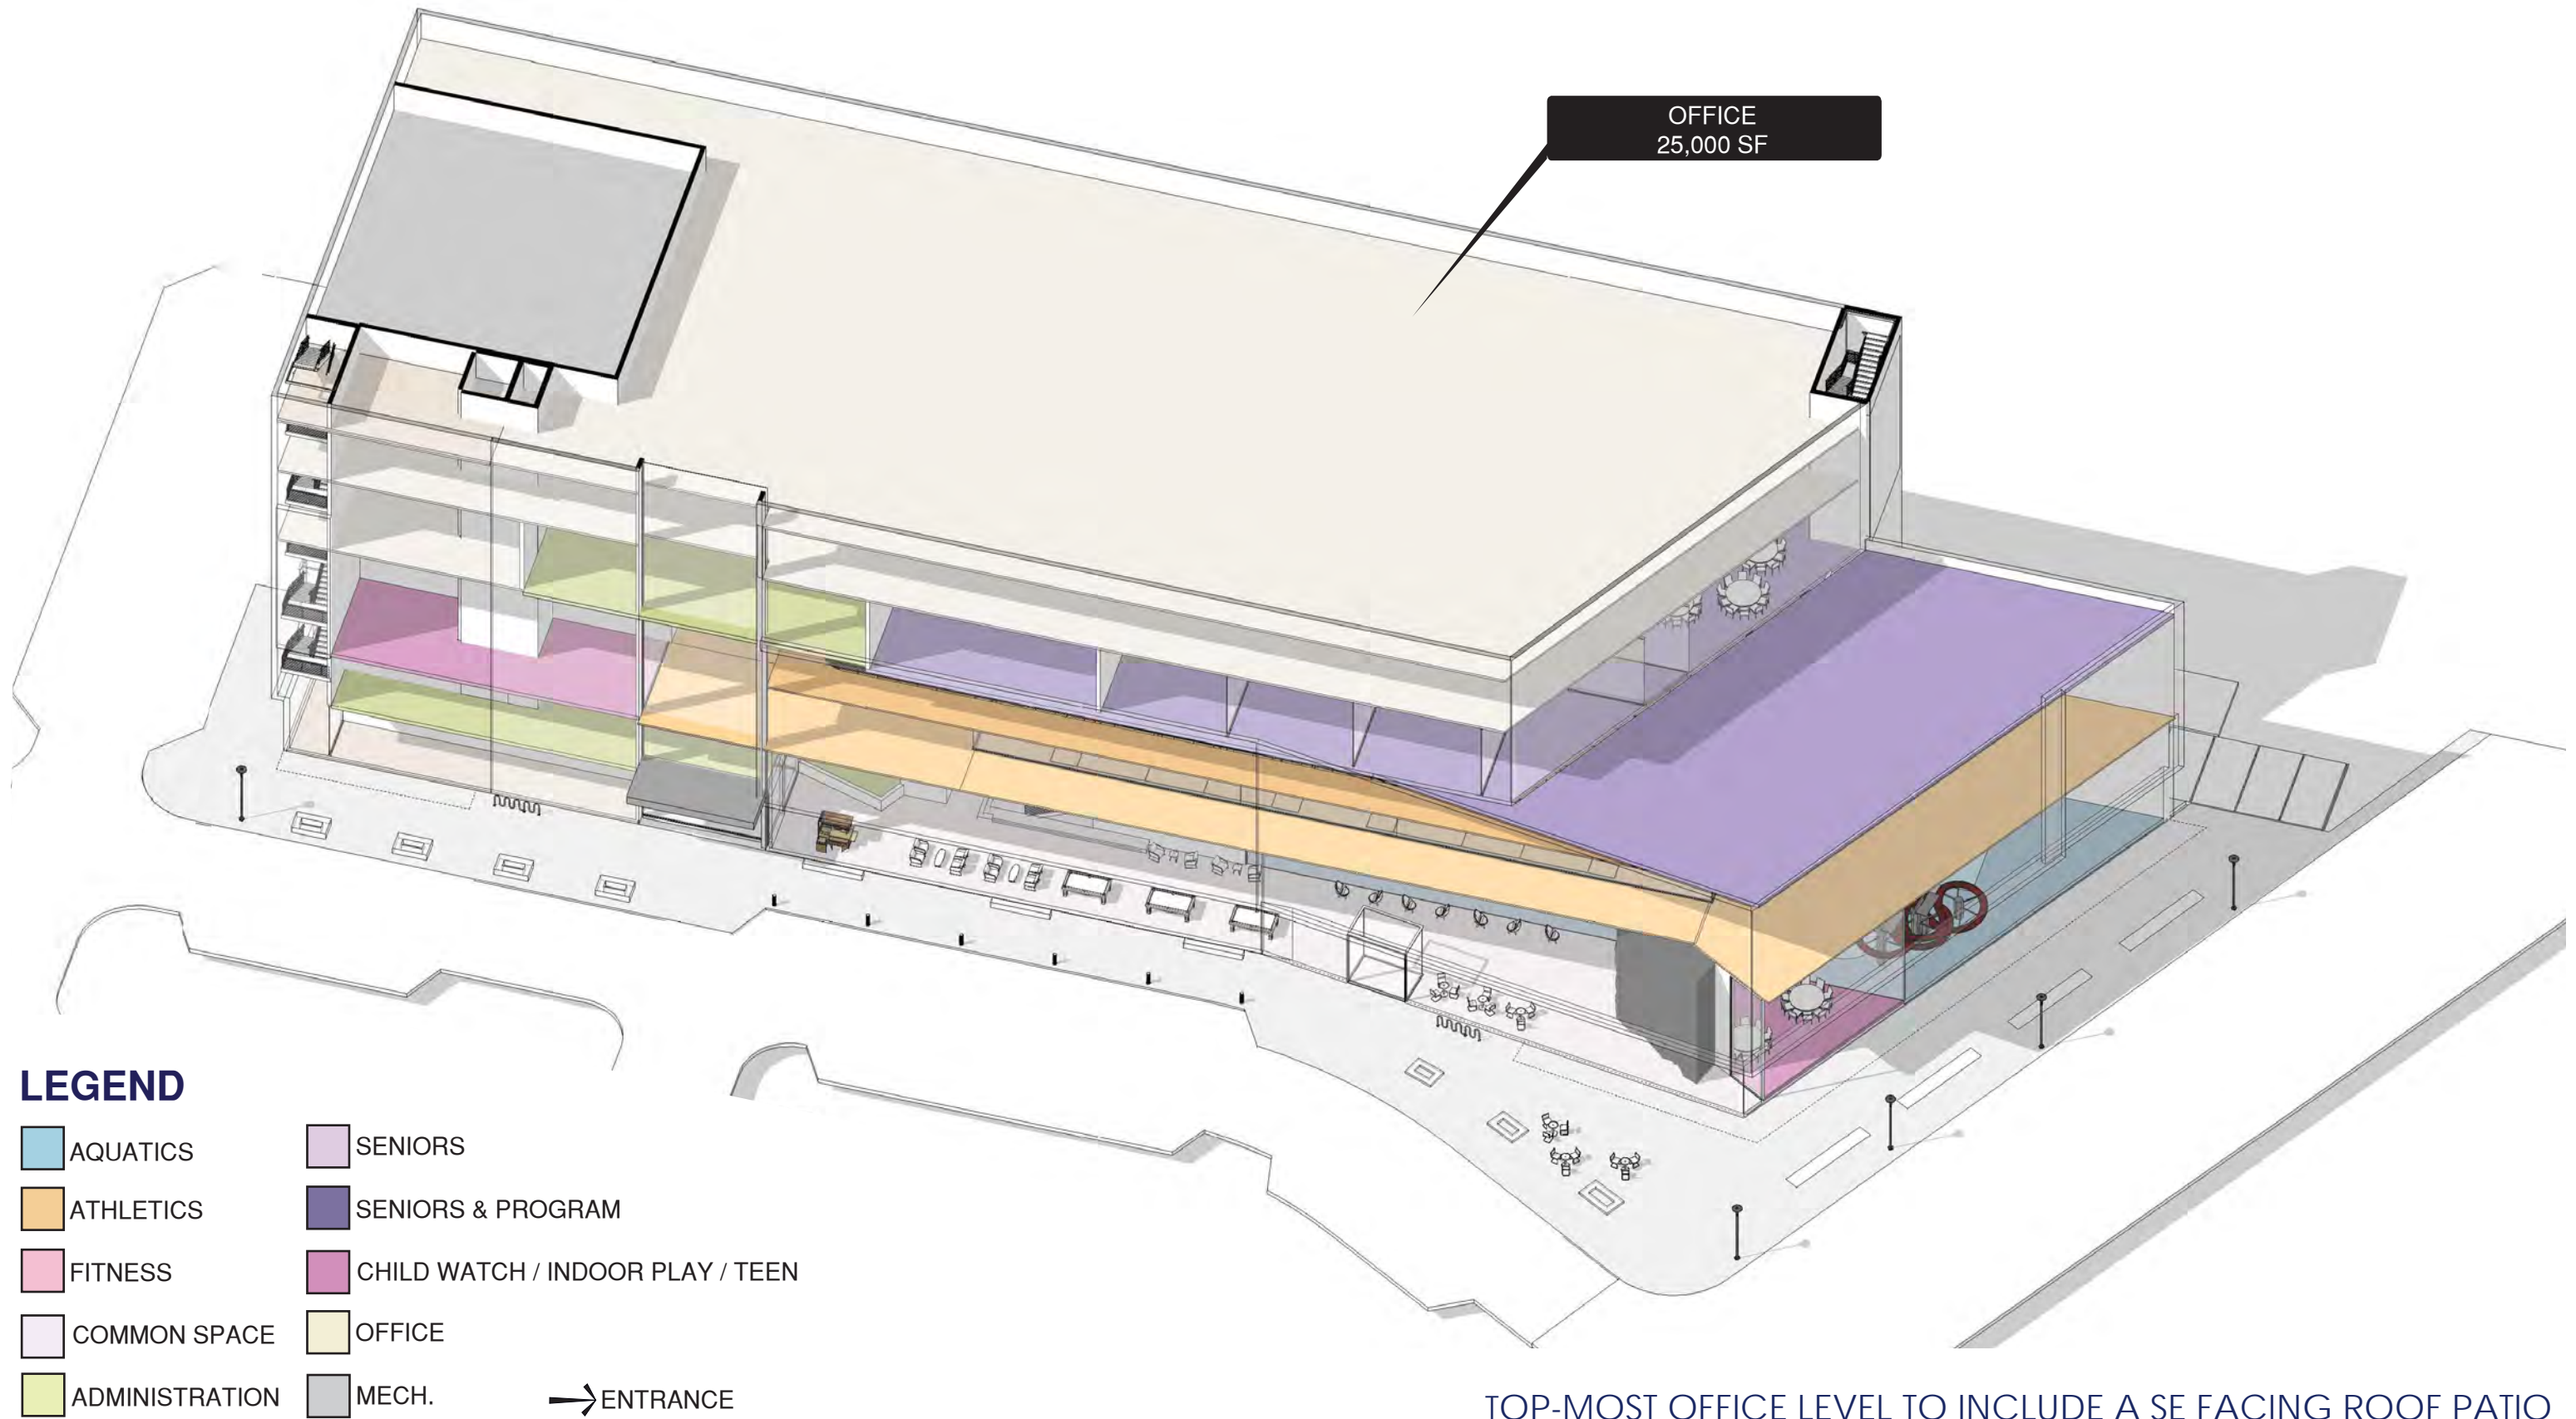 OFFICE
25,000 SF
LEGEND
AQUATICS
ATHLETICS
FITNESS
COMMON SPACE
ADMINISTRATION
SENIORS
SENIORS & PROGRAM
CHILD WATCH / INDOOR PLAY / TEEN
OFFICE
MECH.
ENTRANCE
TOP-MOST OFFICE LEVEL TO INCLUDE A SE FACING ROOF PATIO